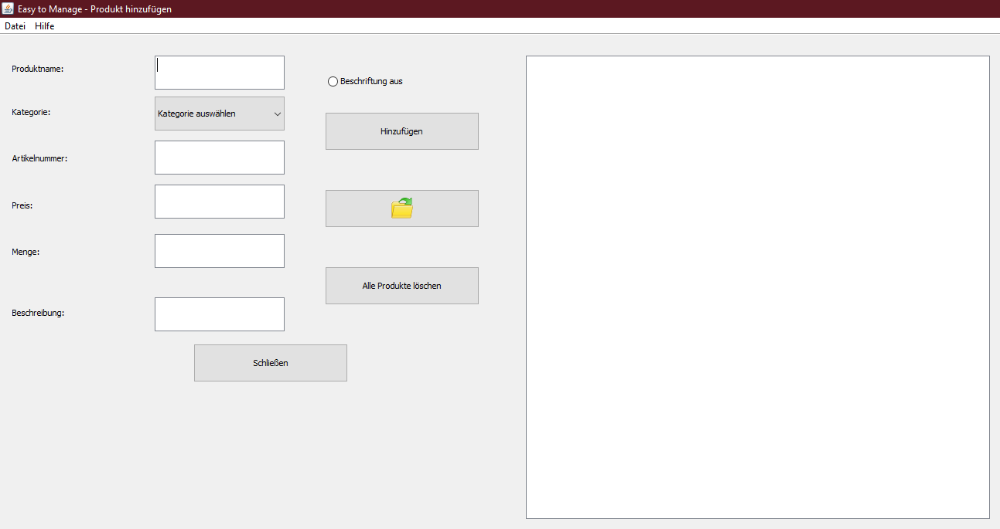 Easy to Manage - Produkt hinzufügen
Datei Hilfe
Produktname:
Beschriftung aus
Kategorie:
Kategorie auswählen
Hinzufügen
Artikelnummer:
Preis:
Menge:
Alle Produkte löschen
Beschreibung:
Schließen